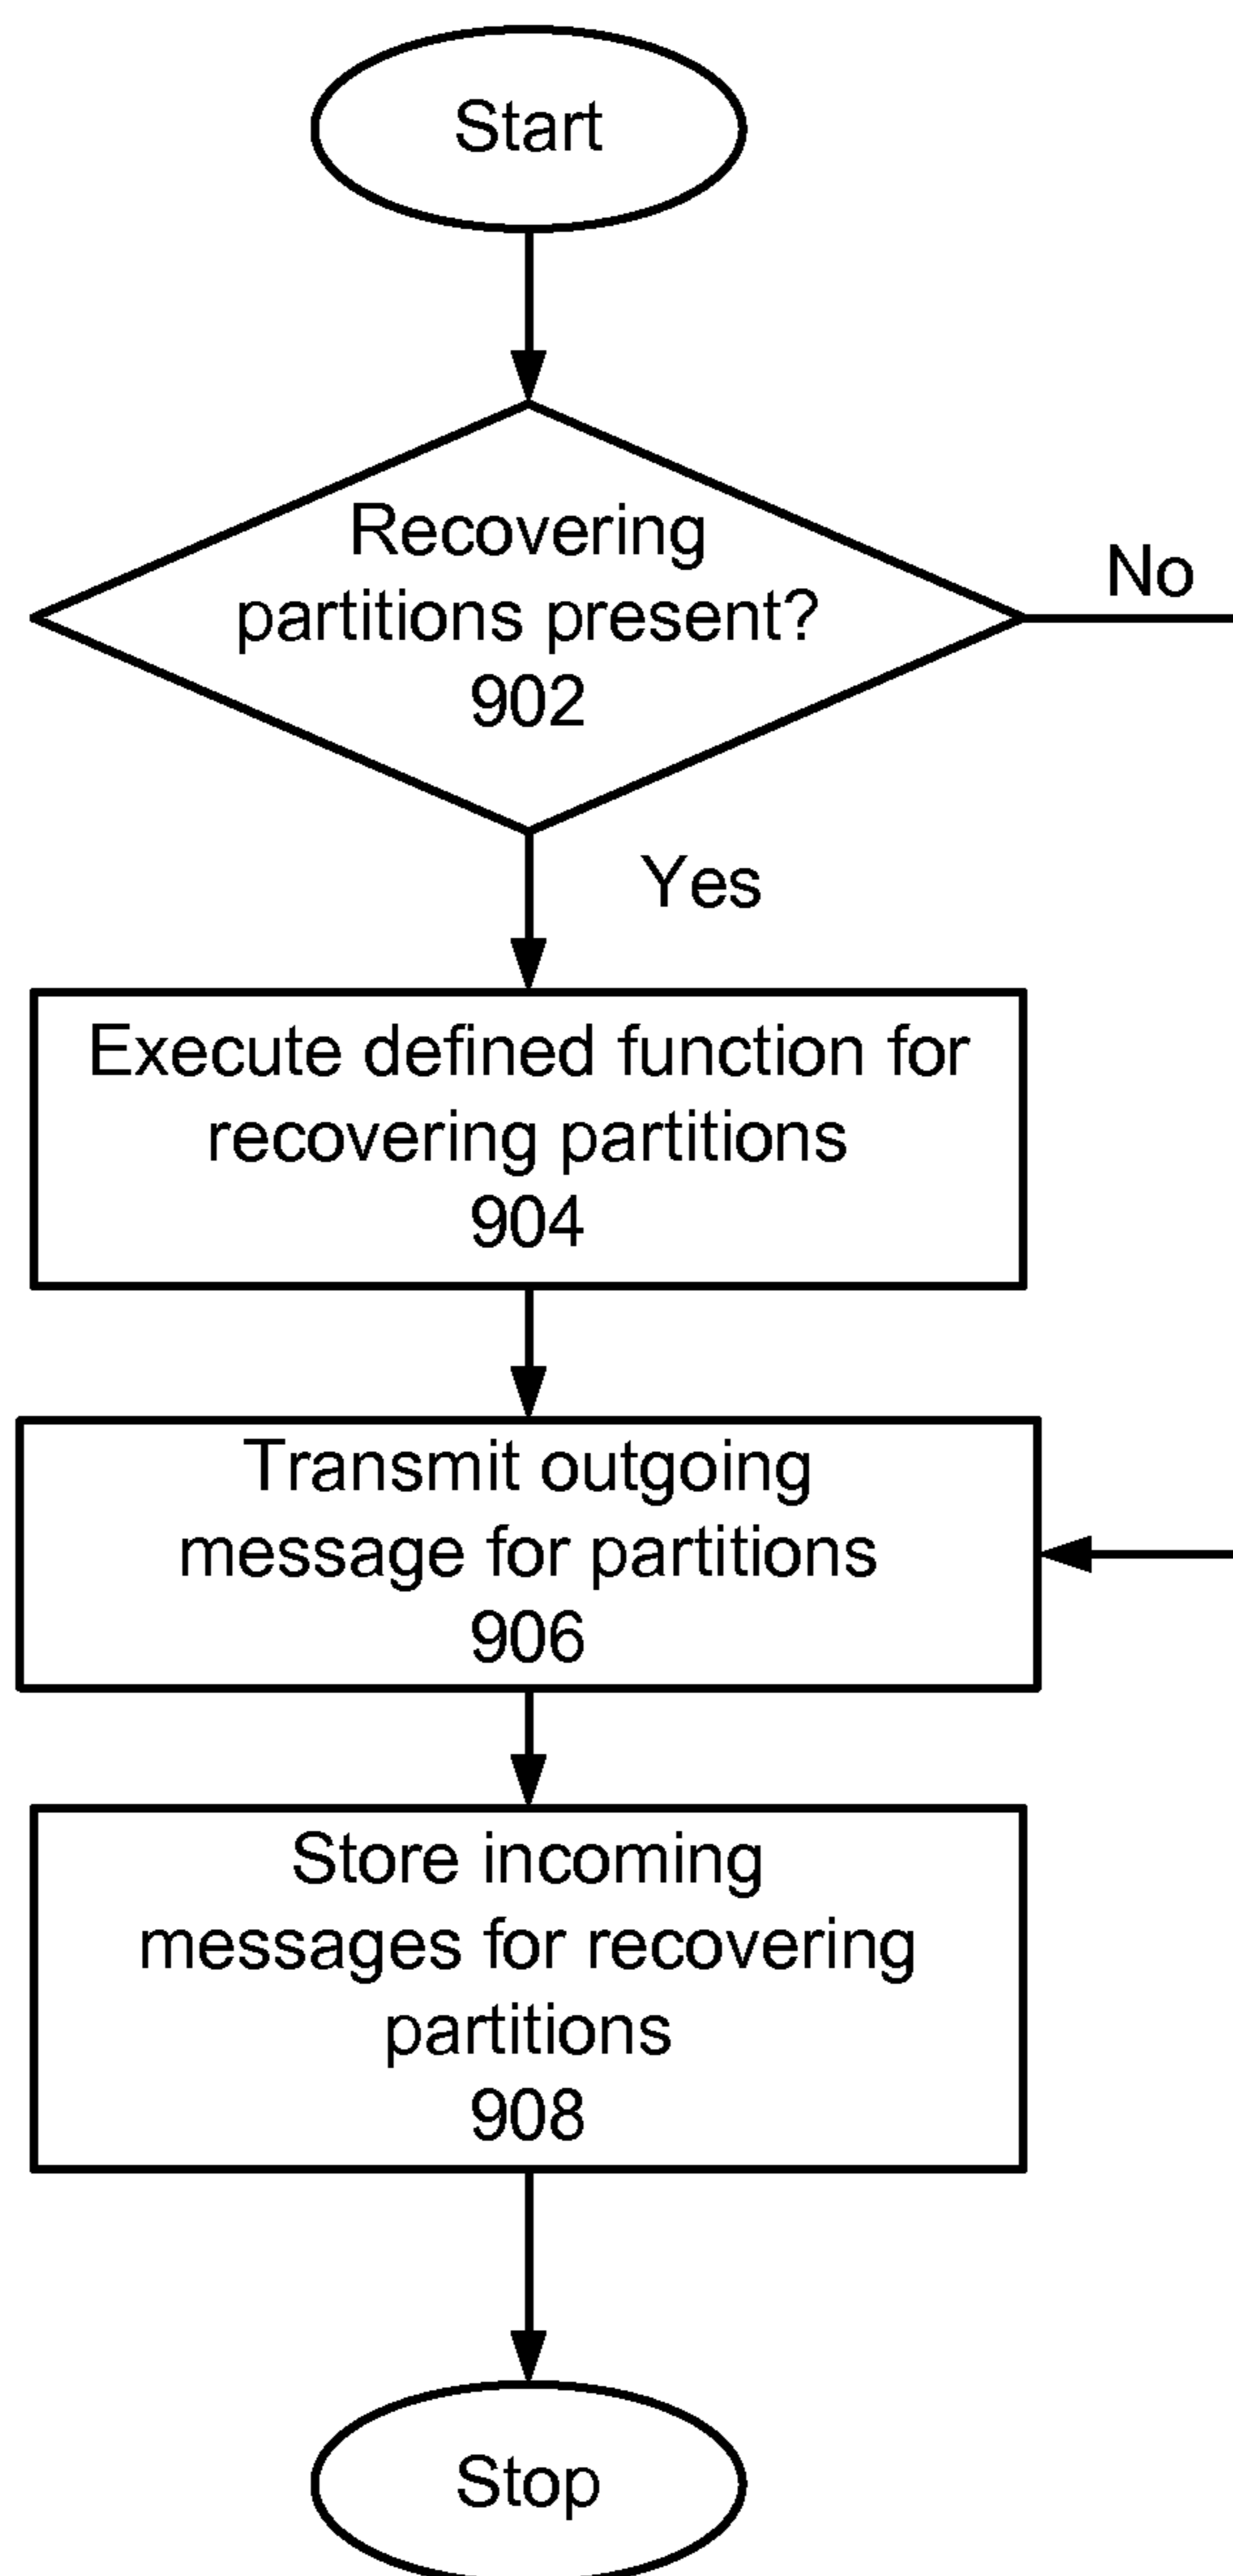 Start
Recovering
partitions present?
902
No
Yes
Execute defined function for
recovering partitions
904
Transmit outgoing
message for partitions
906
Store incoming
messages for recovering
partitions
908
Stop